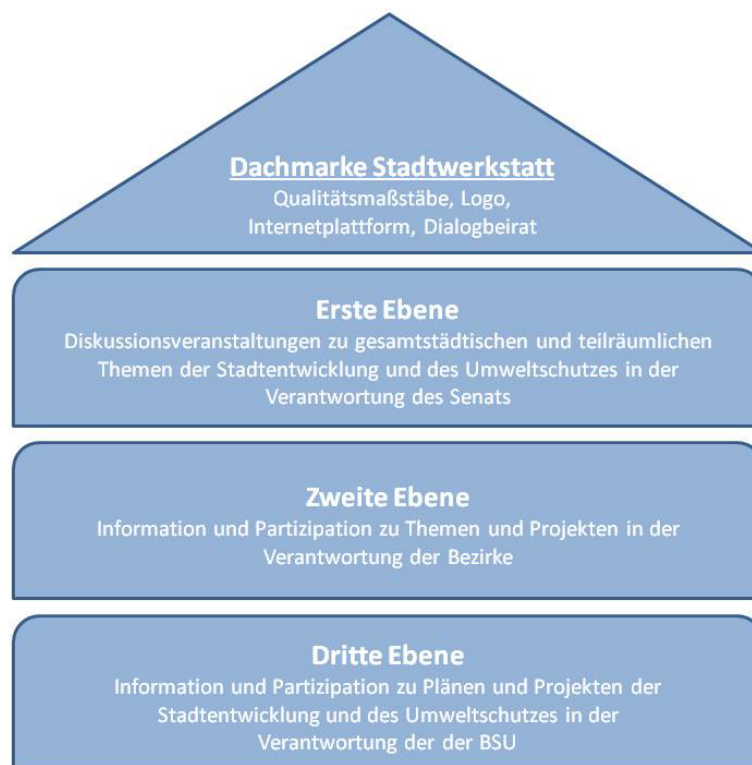 Dachmarke Stadtwerkstatt
Qualitätsmaßstäbe, Logo,
Internetplattform, Dialogbeirat
Erste Ebene
Diskussionsveranstaltungen zu gesamtstädtischen und teilräumlichen
Themen der Stadtentwicklung und des Umweltschutzes in der
Verantwortung des Senats
Zweite Ebene
Information und Partizipation zu Themen und Projekten in der
Verantwortung der Bezirke
Dritte Ebene
Information und Partizipation zu Plänen und Projekten der
Stadtentwicklung und des Umweltschutzes in der
Verantwortung der der BSU